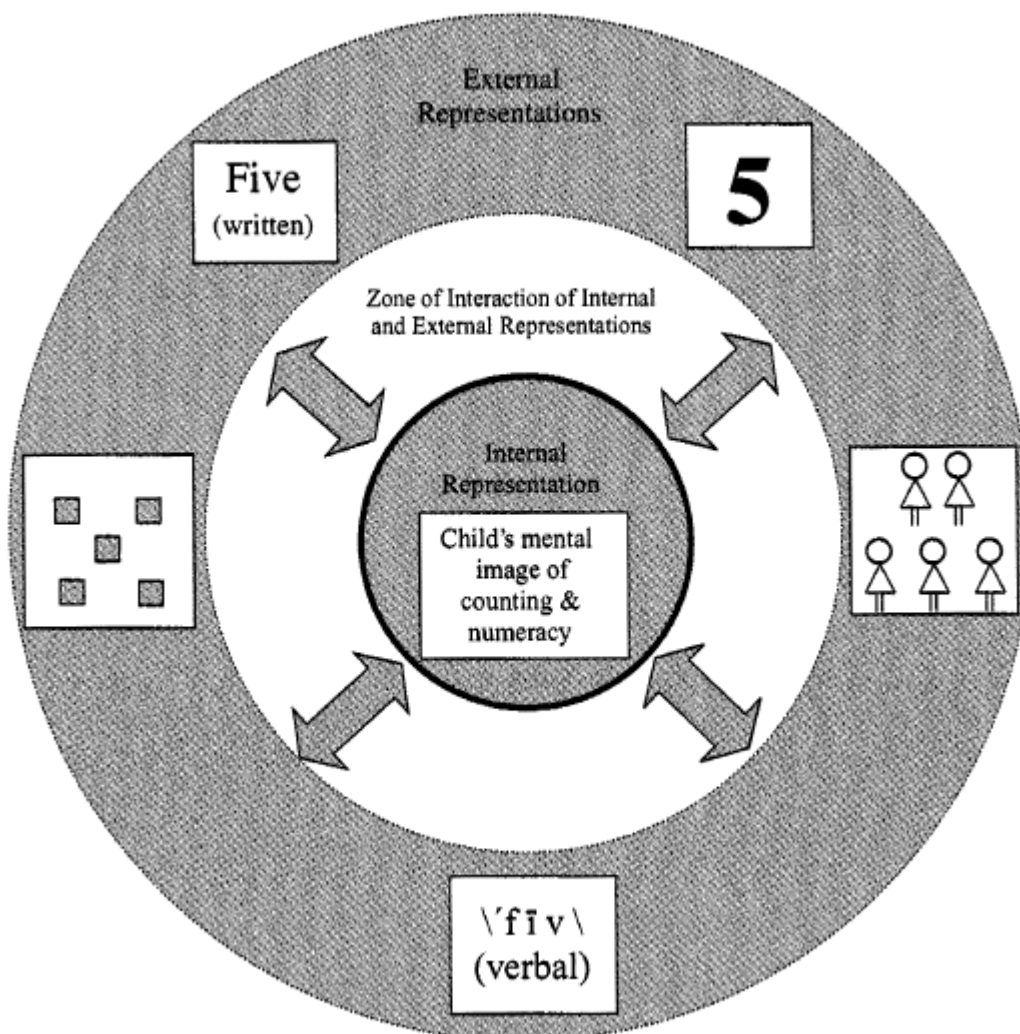 External
Representations
Five
(written)
5
Zone of Interaction of Internal
and External Representations
Internal
Representation
Child's mental
image of
counting &
numeracy
\ˊf ī v \
(verbal)